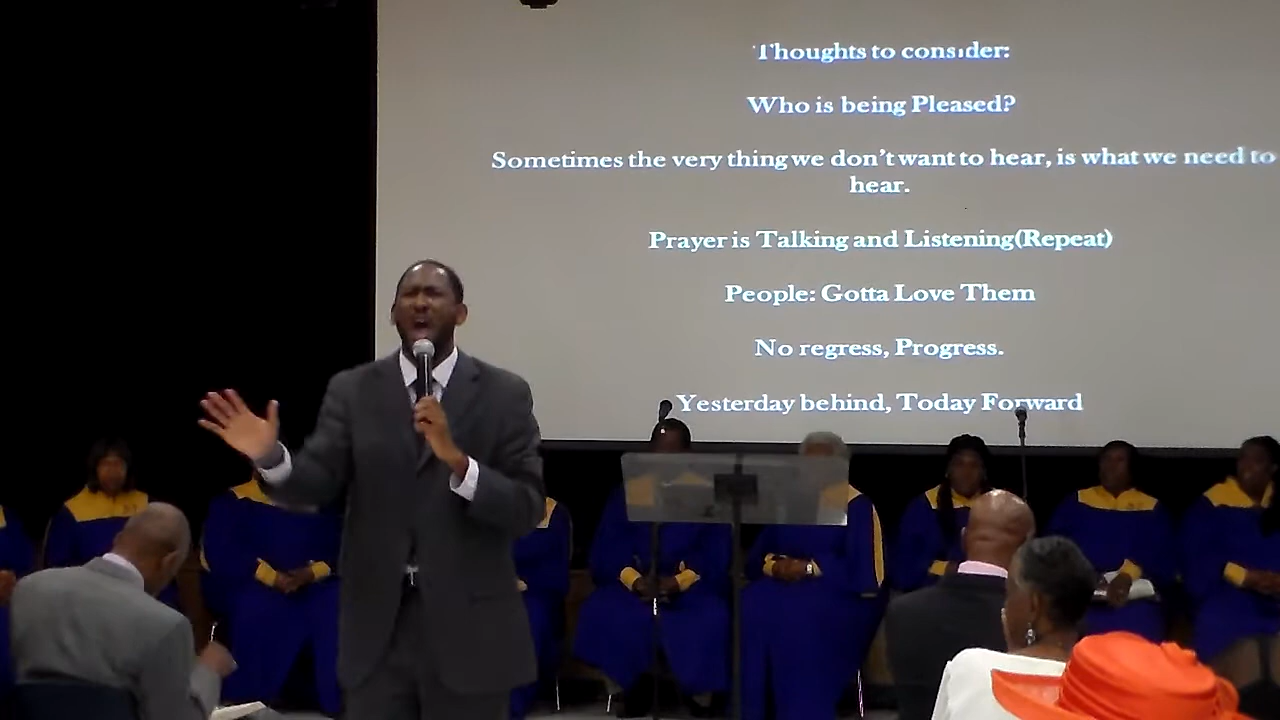 Thoughts to consider:
Who is being Pleased?
Sometimes the very thing we don't want to hear, is what we need to
hear.
Prayer is Talking and Listening(Repeat)
People: Gotta Love Them
No regress, Progress.
Yesterday behind, Today Forward